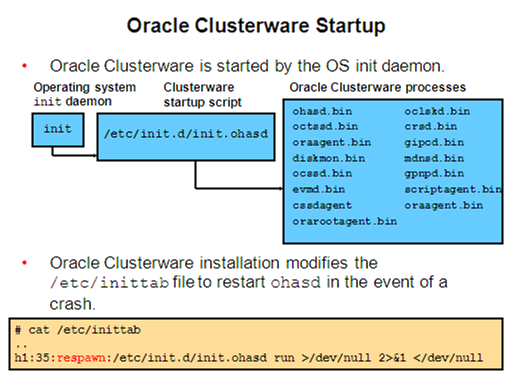 Oracle Clusterware Startup
• Oracle Clusterware is started by the OS init daemon.
Operating system
init daemon
Clusterware
startup script
Oracle Clusterware processes
init
/etc/init.d/init.ohasd
ohasd.bin oclskd.bin
octssd.bin crsd.bin
oraagent.bin gipcd.bin
diskmon.bin mdnsd.bin
ocssd.bin gpnpd.bin
evmd.bin scriptagent.bin
cssdagent oraagent.bin
orarootagent.bin
• Oracle Clusterware installation modifies the
/etc/inittab file to restart ohasd in the event of a
crash.
# cat /etc/inittab
..
h1:35:respawn:/etc/init.d/init.ohasd run >/dev/null 2>&1 </dev/null